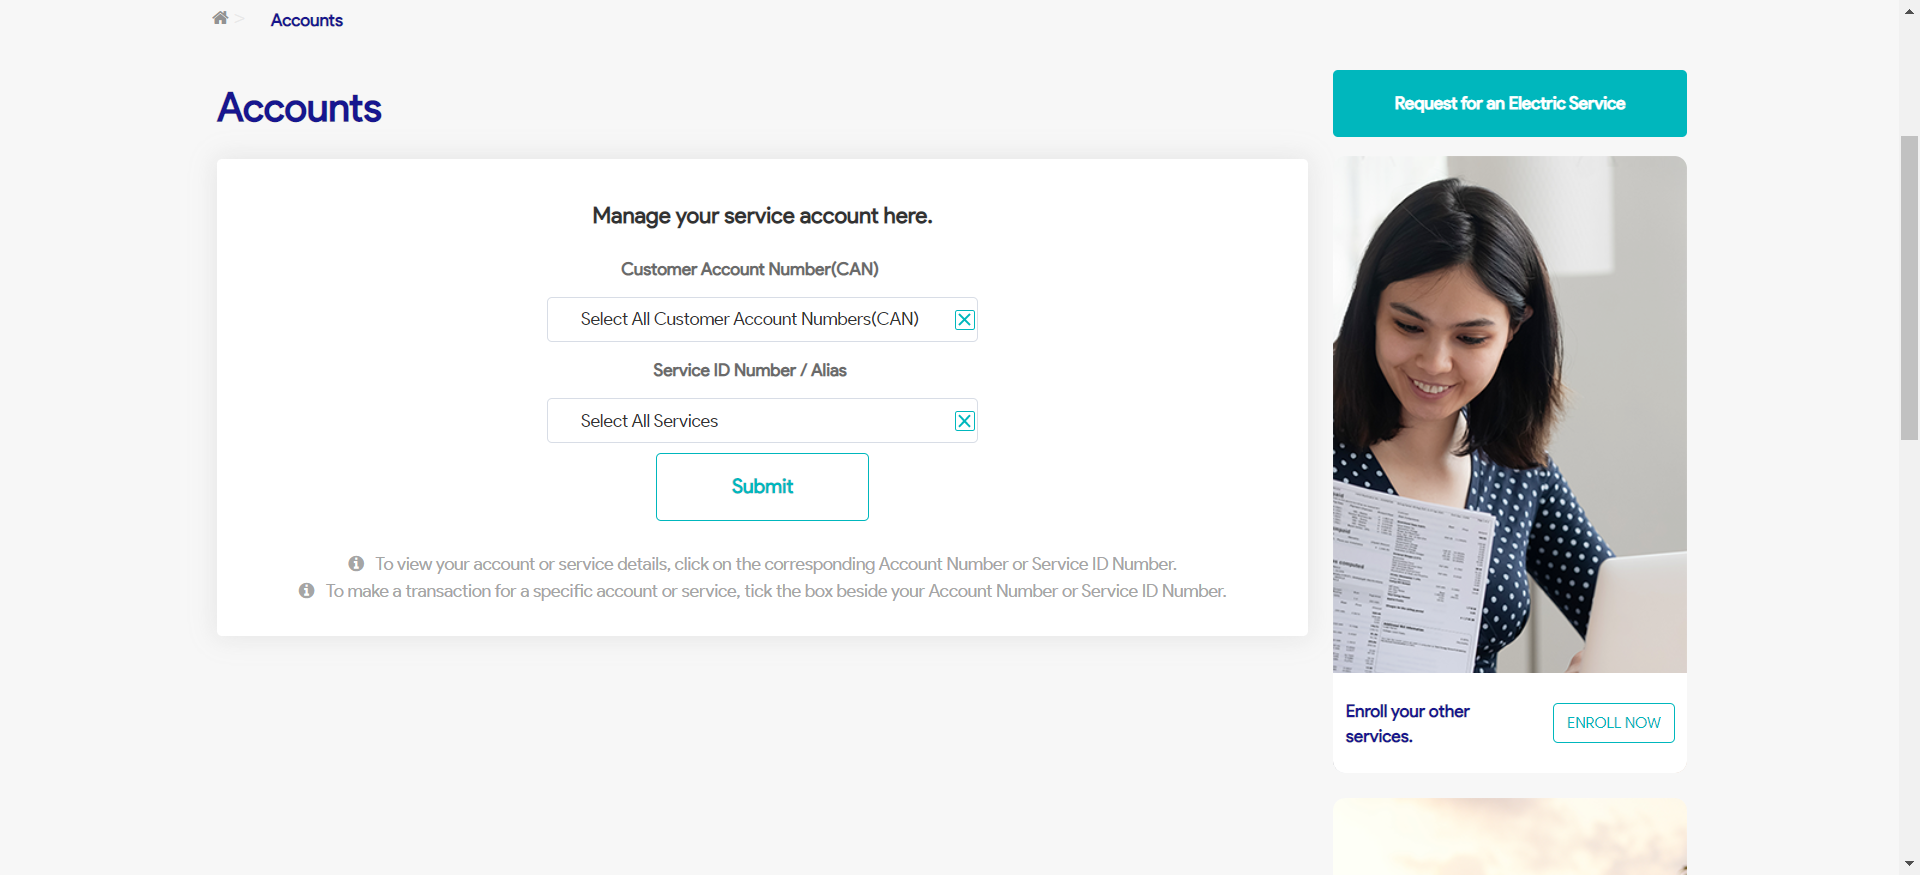 Accounts
Accounts
Request for an Electric Service
Manage your service account here.
Customer Account Number(CAN)
Select All Customer Account Numbers(CAN)
Service ID Number / Alias
Select All Services
Submit
To view your account or service details, click on the corresponding Account Number or Service ID Number.
To make a transaction for a specific account or service, tick the box beside your Account Number or Service ID Number.
Enroll your other
services.
ENROLL NOW